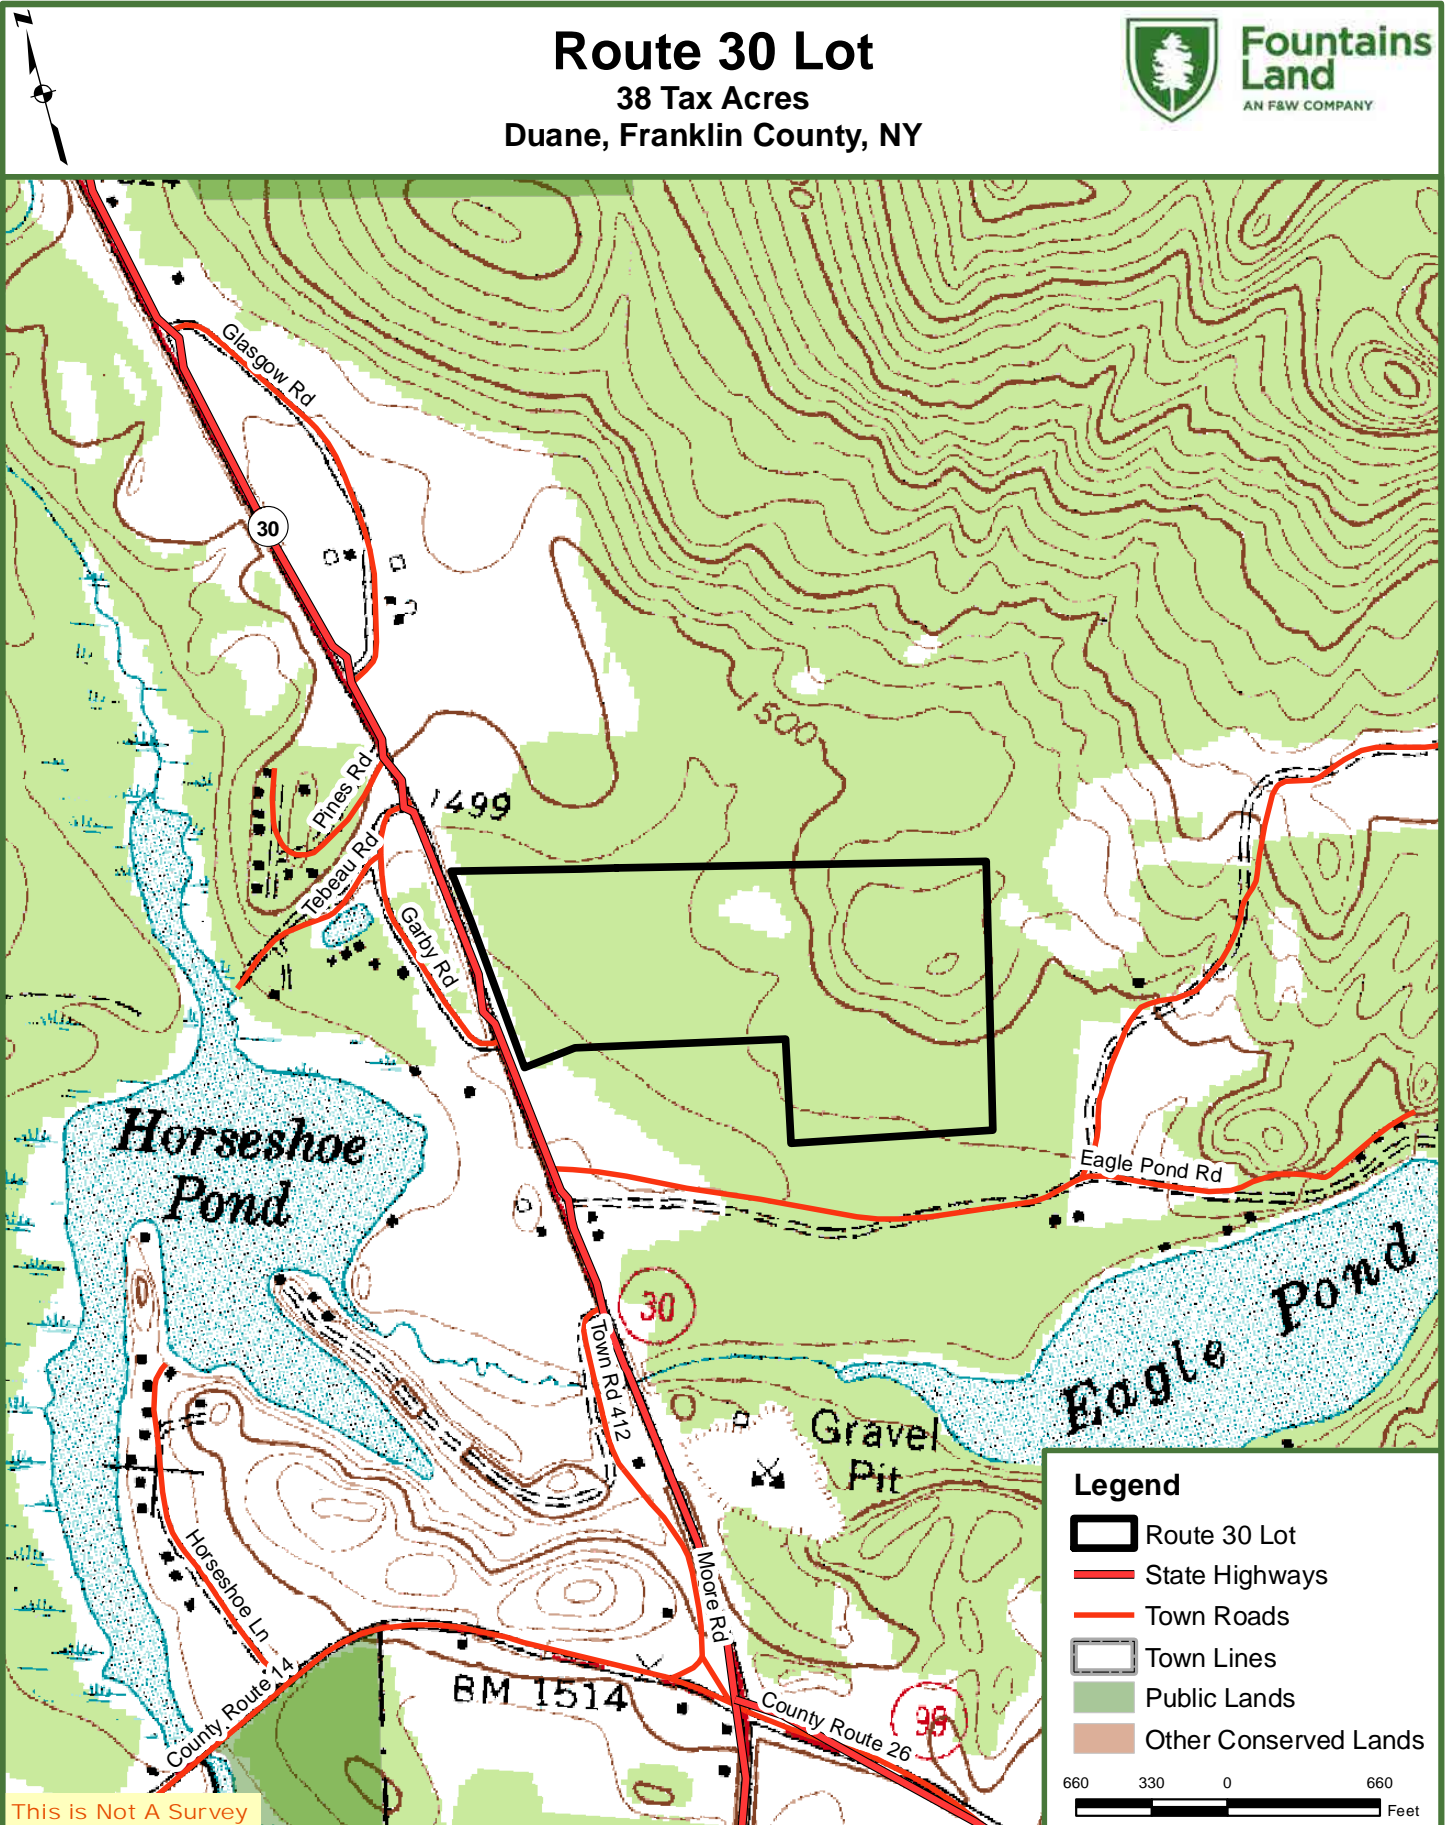 N
Route 30 Lot
38 Tax Acres
Duane, Franklin County, NY
Fountains
Land
AN F&W COMPANY
Glasgow Rd
30
1500
Pines Rd
1499
Tebeau Rd
Garby Rd
Horseshoe
Pond
Eagle Pond Rd
30
Town Rd 412
Eagle Pond
Gravel
Pit
Horseshoe Ln
Moore Rd
County Route 14
BM 1514
County Route 26
99
Legend
Route 30 Lot
State Highways
Town Roads
Town Lines
Public Lands
Other Conserved Lands
660 330 0 660
Feet
This is Not A Survey